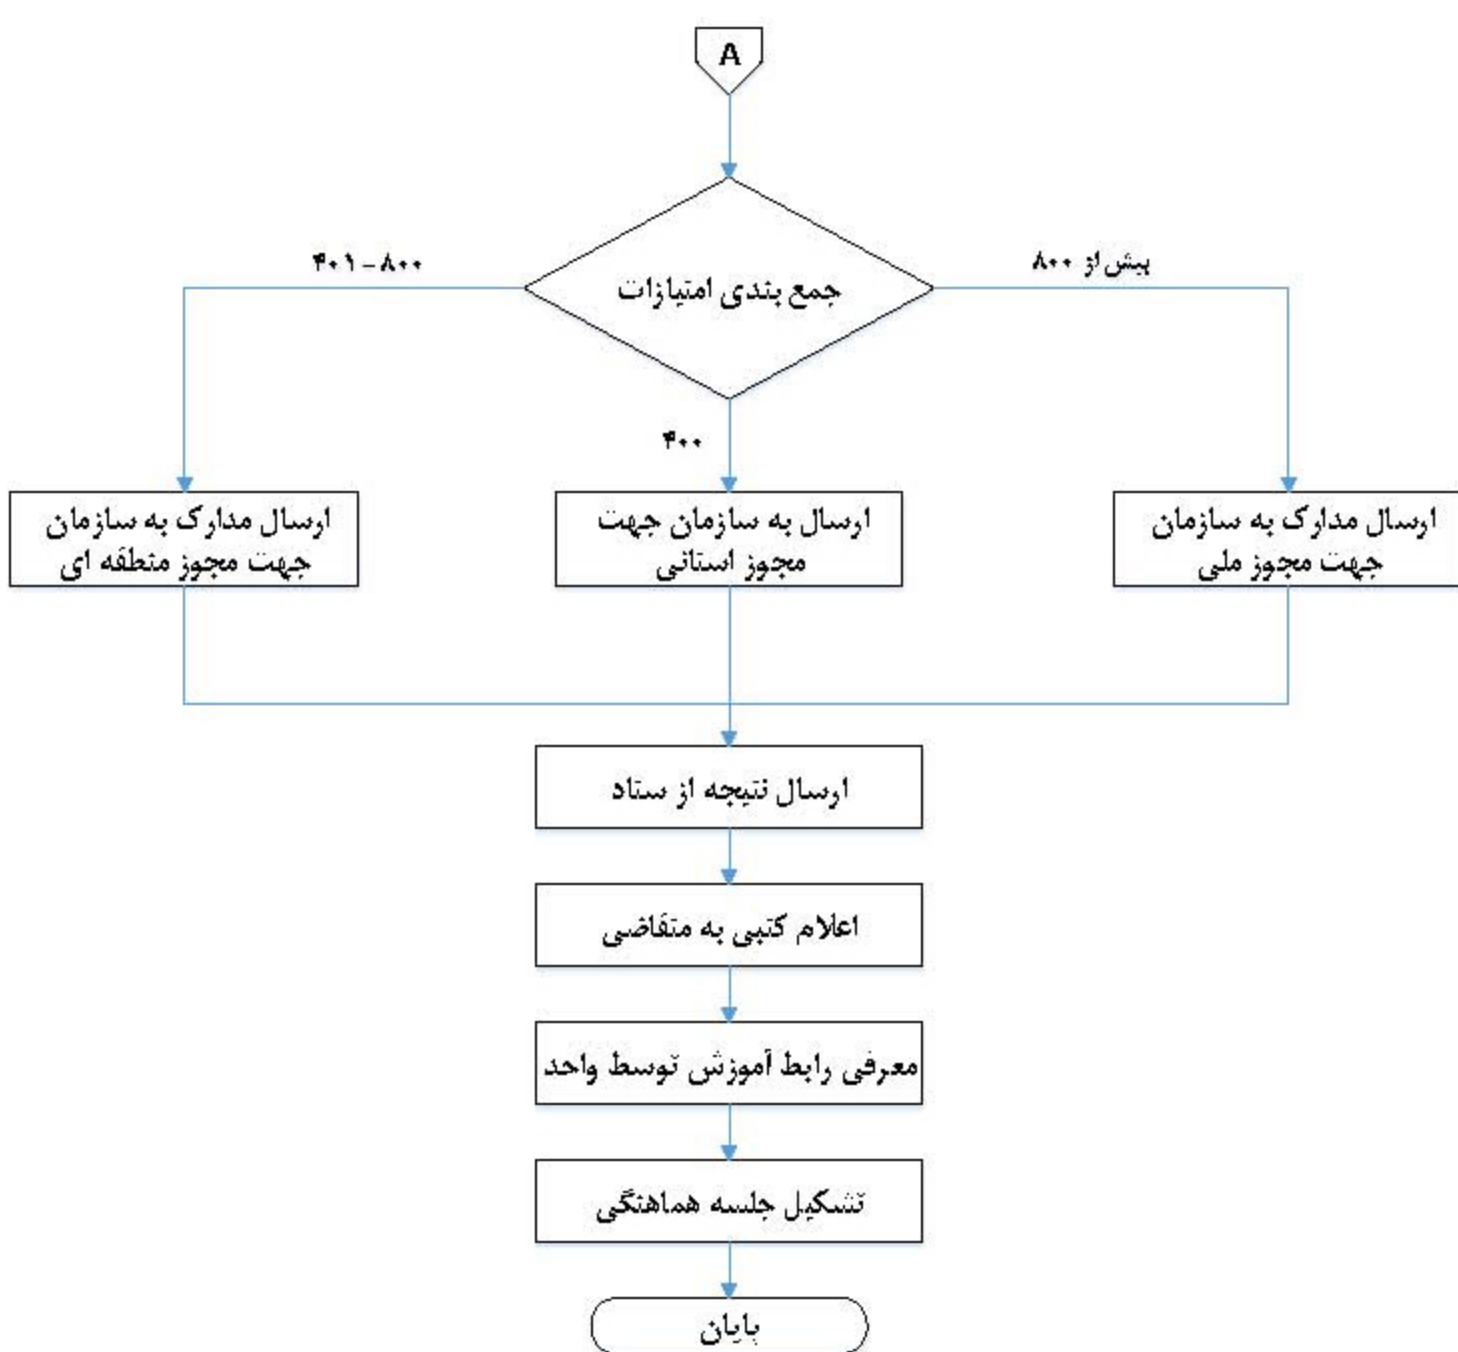 A
جمع بندی امتیازات
بیش از ۸۰۰
۴۰۱-۸۰۰
۴۰۰
ارسال مدارک به سازمان
جهت مجوز ملی
ارسال به سازمان جهت
مجوز استانی
ارسال مدارک به سازمان
جهت مجوز منطقه ای
ارسال نتیجه از ستاد
اعلام کتبی به متقاضی
معرفی رابط آموزش توسط واحد
تشکیل جلسه هماهنگی
پایان